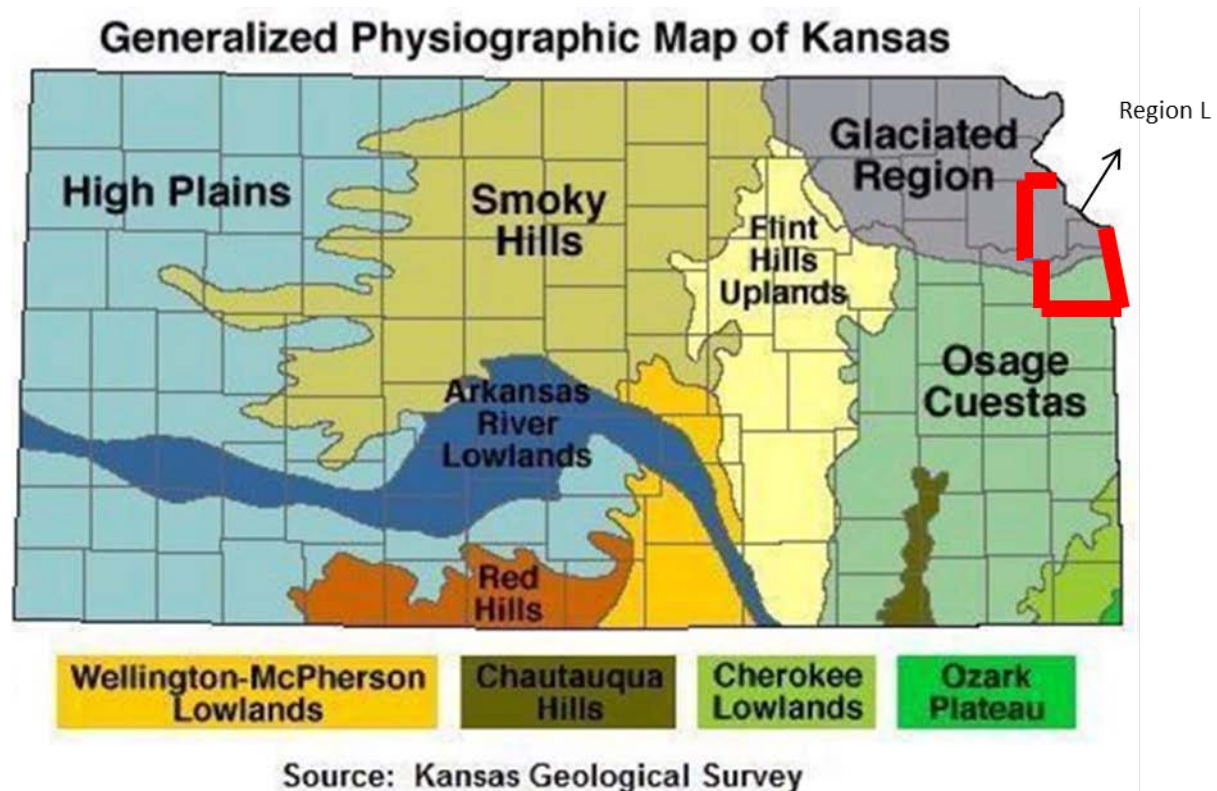 Generalized Physiographic Map of Kansas
Region L
Glaciated
Region
High Plains
Smoky
Hills
Flint
Hills
Uplands
Osage
Cuestas
Arkansas
River
Lowlands
Red
Hills
Wellington-McPherson
Lowlands
Chautauqua
Hills
Cherokee
Lowlands
Ozark
Plateau
Source: Kansas Geological Survey